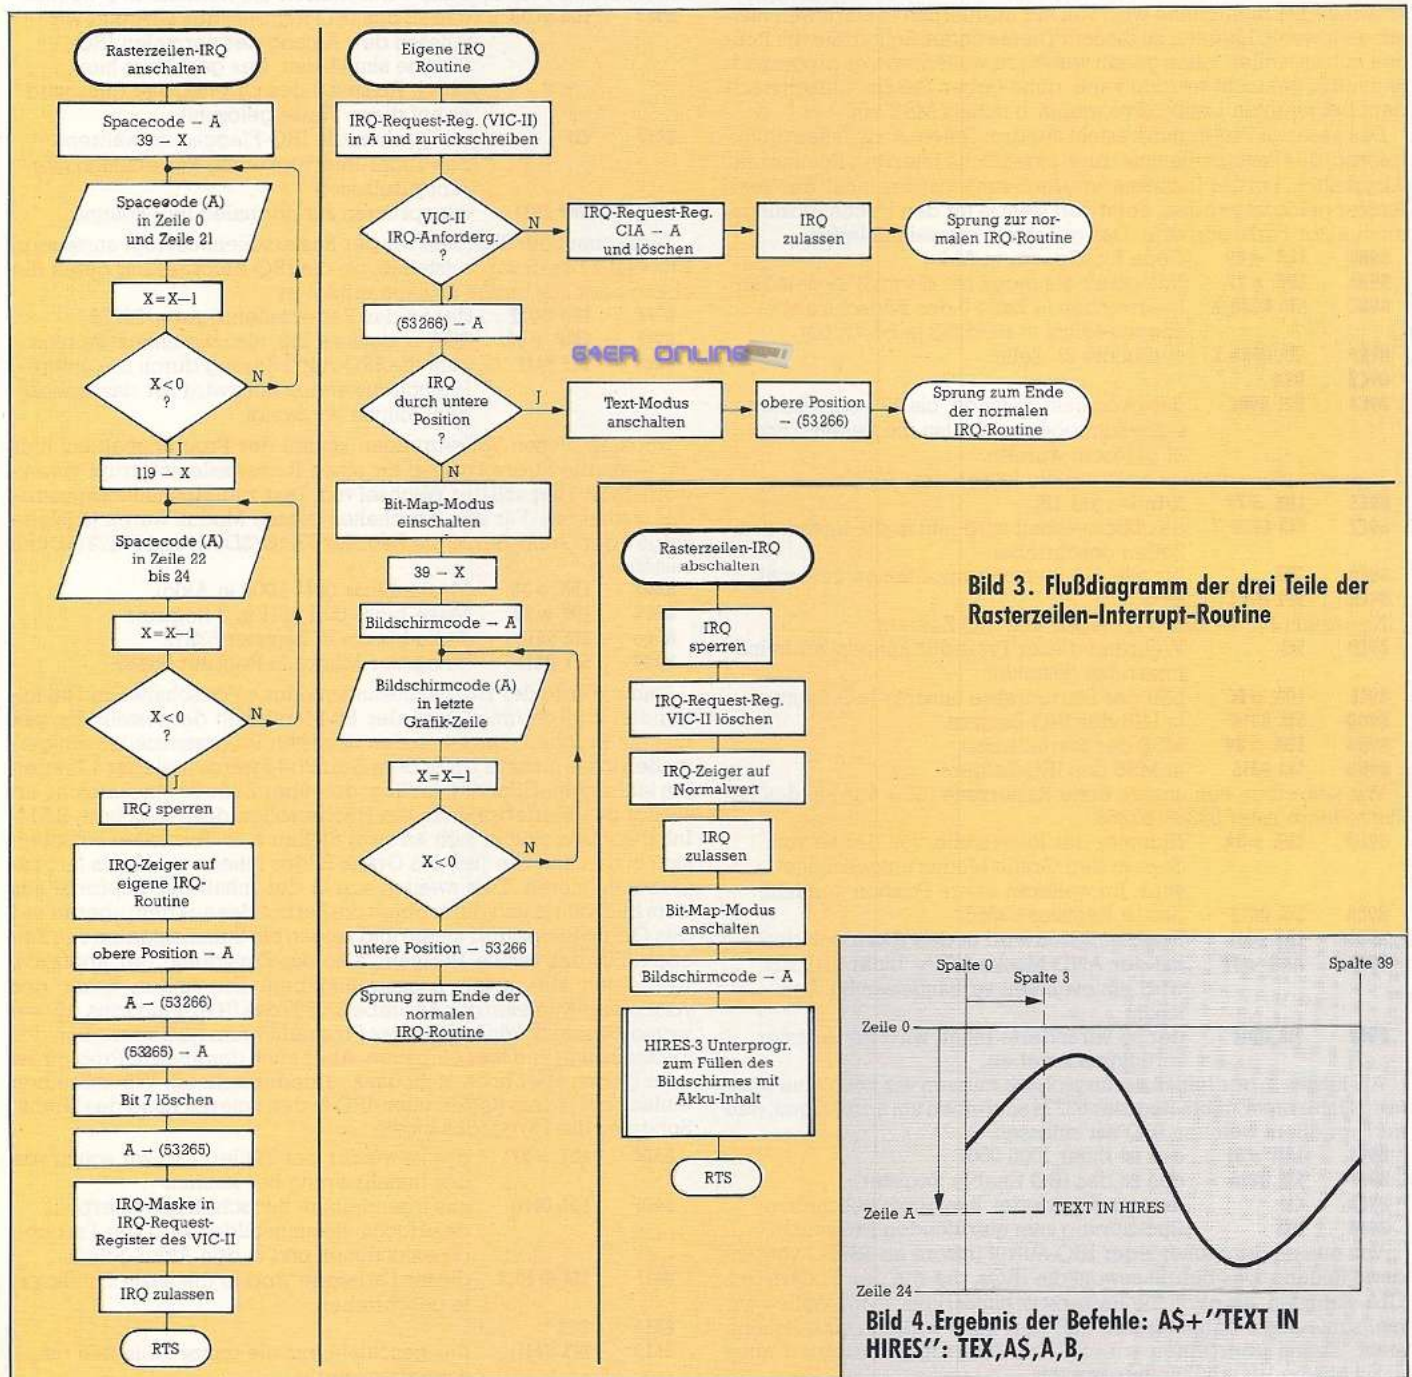 Rasterzeilen-IRQ
anschalten
Spacecode – A
39 – X
Spacecode (A)
in Zeile 0
und Zeile 21
X=X–1
X<0
?
N
J
119 – X
Spacecode (A)
in Zeile 22
bis 24
X=X–1
X<0
?
N
J
IRQ sperren
IRQ-Zeiger auf
eigene IRQ-
Routine
obere Position – A
A – (53266)
(53265) – A
Bit 7 löschen
A – (53265)
IRQ-Maske in
IRQ-Request-
Register des VIC-II
IRQ zulassen
RTS
Eigene IRQ
Routine
IRQ-Request-Reg. (VIC-II)
in A und zurückschreiben
VIC-II
IRQ-Anforderg.
?
N
IRQ-Request-Reg.
CIA – A
und löschen
IRQ
zulassen
Sprung zur nor-
malen IRQ-Routine
J
(53266) – A
64ER ONLINE
IRQ
durch untere
Position
?
J
Text-Modus
anschalten
obere Position
– (53266)
Sprung zum Ende
der normalen
IRQ-Routine
N
Bit-Map-Modus
einschalten
39 – X
Bildschirmcode – A
Bildschirmcode (A)
in letzte
Grafik-Zeile
X=X–1
X<0
N
untere Position – 53266
Sprung zum Ende der
normalen
IRQ-Routine
Rasterzeilen-IRQ
abschalten
IRQ
sperren
IRQ-Request-Reg.
VIC-II löschen
IRQ-Zeiger auf
Normalwert
IRQ
zulassen
Bit-Map-Modus
anschalten
Bildschirmcode – A
HIRES-3 Unterprogr.
zum Füllen des
Bildschirmes mit
Akku-Inhalt
RTS
Bild 3. Flußdiagramm der drei Teile der
Rasterzeilen-Interrupt-Routine
Spalte 0
Spalte 3
Spalte 39
Zeile 0
Zeile A
TEXT IN HIRES
Zeile 24
Bild 4.Ergebnis der Befehle: A$+''TEXT IN
HIRES'': TEX,A$,A,B,